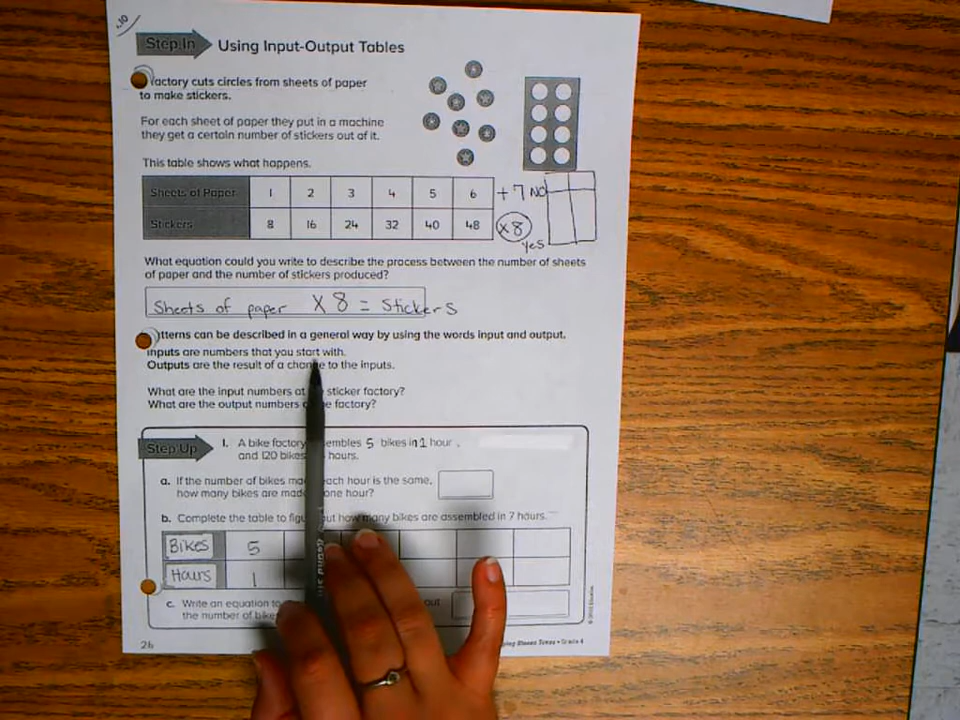 Step In Using Input-Output Tables
factory cuts circles from sheets of paper
to make stickers.
For each sheet of paper they put in a machine
they get a certain number of stickers out of it.
This table shows what happens.
Sheets of Paper 1 2 3 4 5 6 +7 NO
Stickers 8 16 24 32 40 48 x8
yes
What equation could you write to describe the process between the number of sheets
of paper and the number of stickers produced?
Sheets of paper x 8 = Stickers
tterns can be described in a general way by using the words input and output.
Inputs are numbers that you start with.
Outputs are the result of a change to the inputs.
What are the input numbers at sticker factory?
What are the output numbers factory?
Step Up 1. A bike factory embles 5 bikes in 1 hour.
and 120 bikes hours.
a. If the number of bikes ma each hour is the same,
how many bikes are made one hour?
b. Complete the table to figu out how many bikes are assembled in 7 hours.
Bikes 5
Hours 1
c. Write an equation to out
the number of bike
26 Grade 4